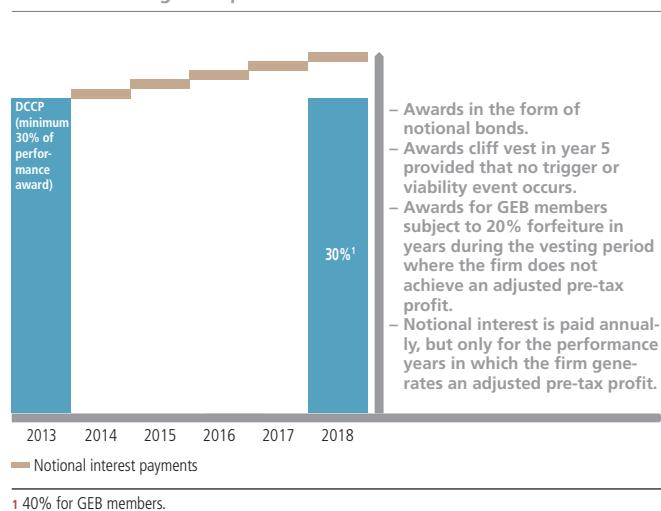 DCCP
(minimum
30% of
perfor-
mance
award)
30%1
– Awards in the form of
notional bonds.
– Awards cliff vest in year 5
provided that no trigger or
viability event occurs.
– Awards for GEB members
subject to 20% forfeiture in
years during the vesting period
where the firm does not
achieve an adjusted pre-tax
profit.
– Notional interest is paid annual-
ly, but only for the performance
years in which the firm gene-
rates an adjusted pre-tax profit.
2013 2014 2015 2016 2017 2018
Notional interest payments
1 40% for GEB members.